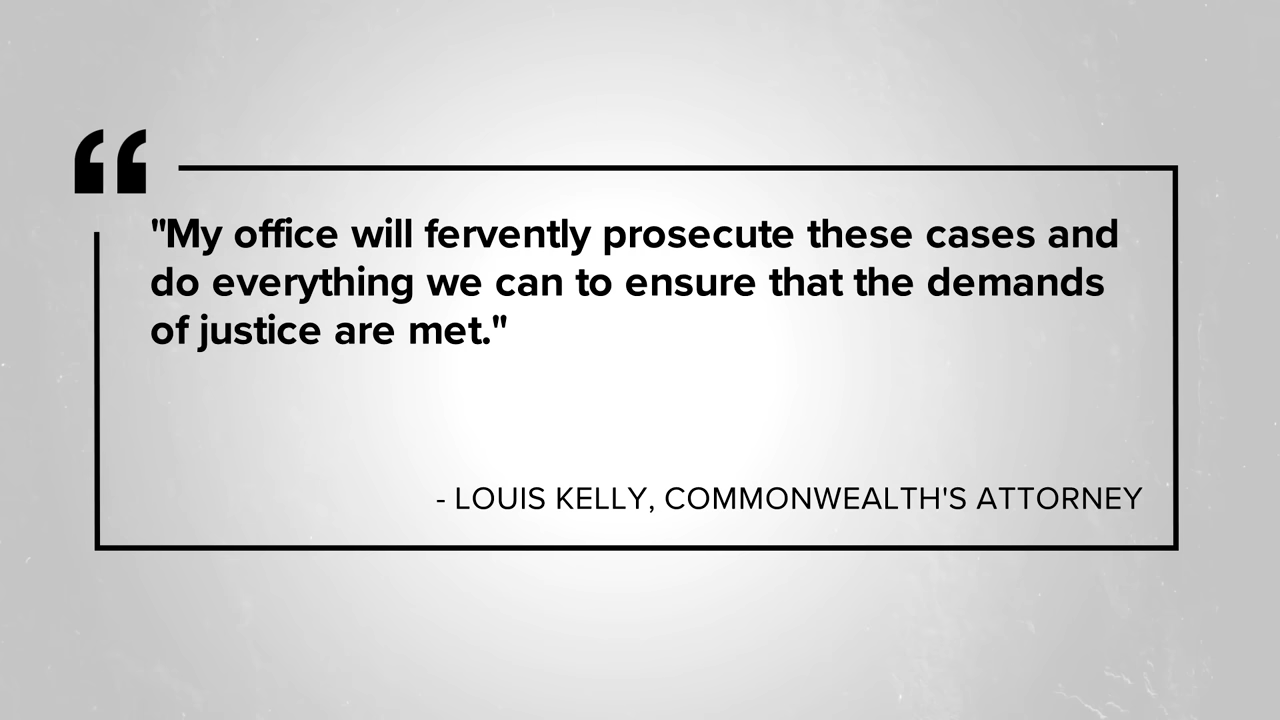 "My office will fervently prosecute these cases and
do everything we can to ensure that the demands
of justice are met."
- LOUIS KELLY, COMMONWEALTH'S ATTORNEY